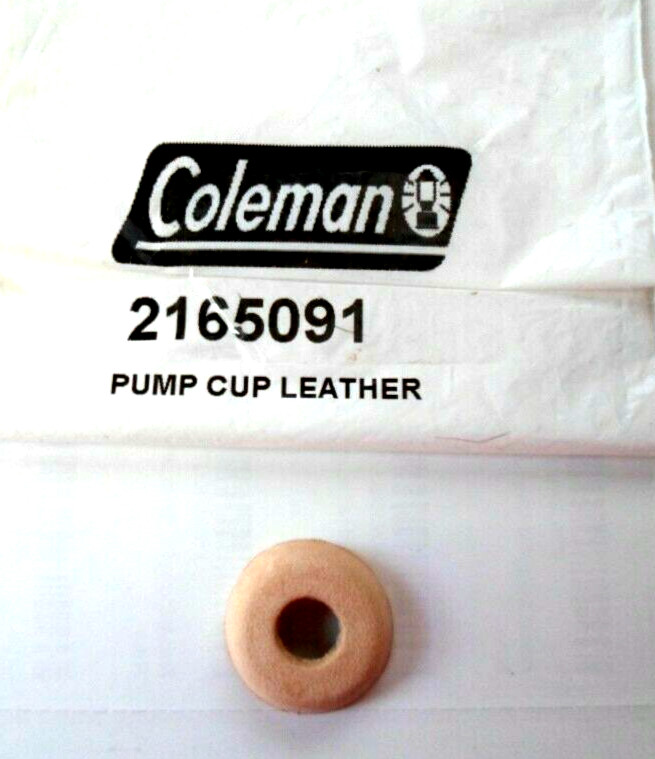 Coleman
2165091
PUMP CUP LEATHER